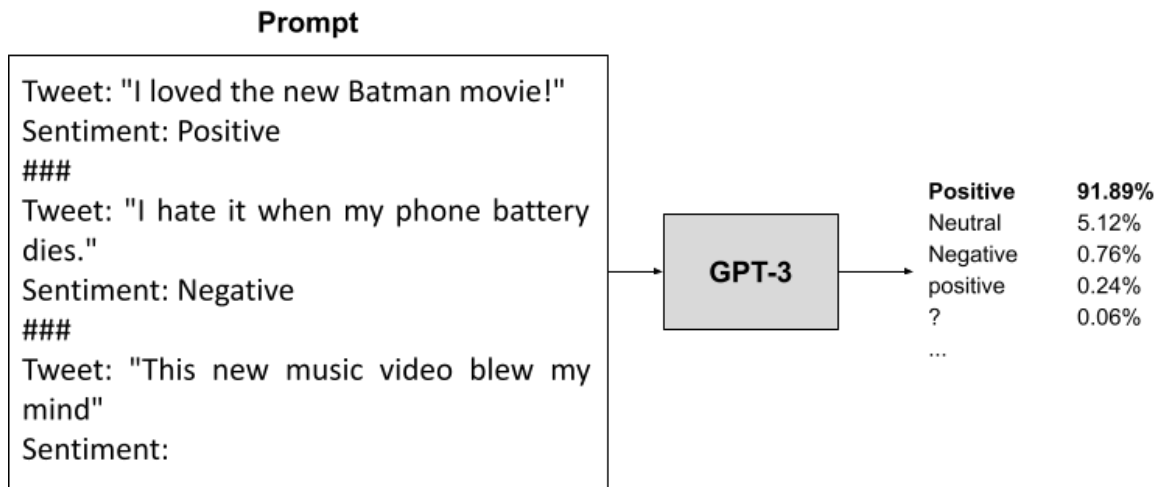 Prompt
Tweet: "I loved the new Batman movie!"
Sentiment: Positive
###
Tweet: "I hate it when my phone battery
dies."
Sentiment: Negative
###
Tweet: "This new music video blew my
mind"
Sentiment:
GPT-3
Positive 91.89%
Neutral 5.12%
Negative 0.76%
positive 0.24%
? 0.06%
...